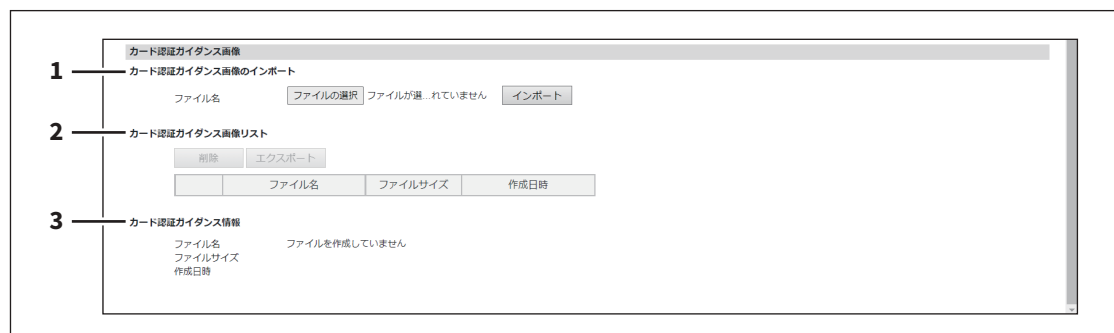 カード認証ガイダンス画像
1 カード認証ガイダンス画像のインポート
ファイル名 ファイルの選択 ファイルが選...れていません インポート
2 カード認証ガイダンス画像リスト
削除 エクスポート
ファイル名 ファイルサイズ 作成日時
3 カード認証ガイダンス情報
ファイル名 ファイルを作成していません
ファイルサイズ
作成日時